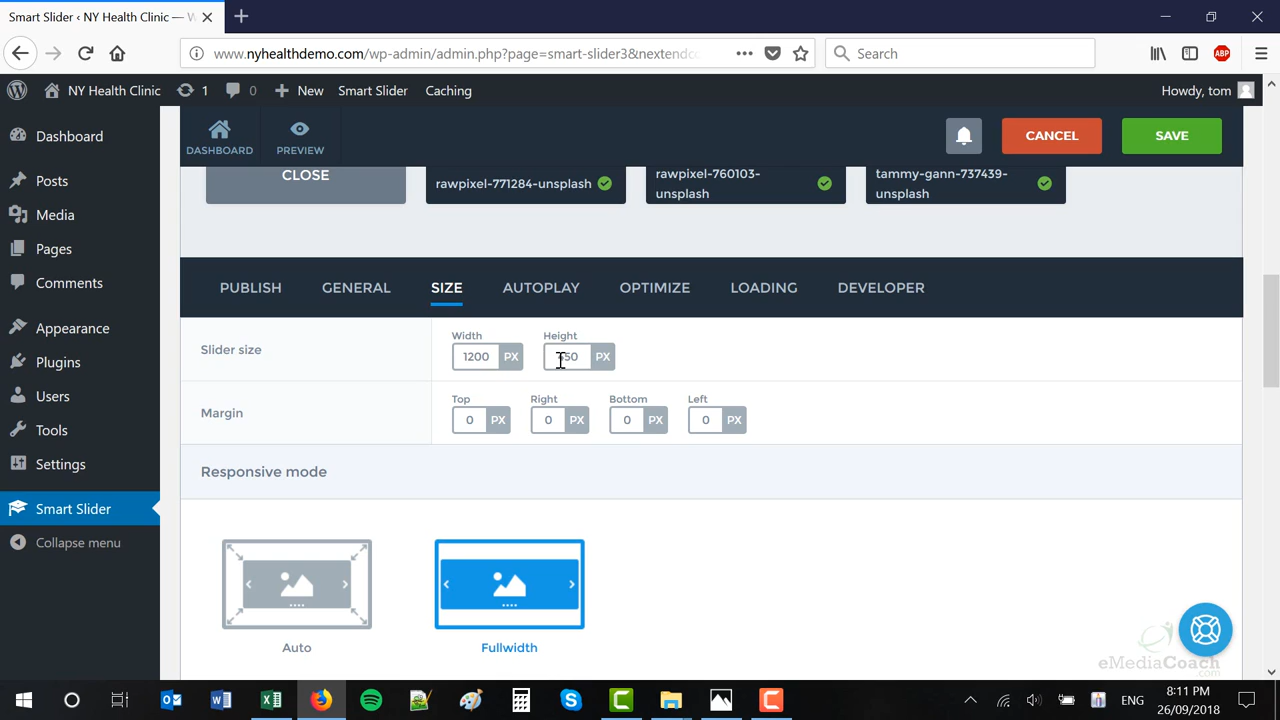 Smart Slider ‹ NY Health Clinic — W
www.nyhealthdemo.com/wp-admin/admin.php?page=smart-slider3&nextendc
Search
ABP
NY Health Clinic
1
0
New
Smart Slider
Caching
Howdy, tom
Dashboard
Posts
Media
Pages
Comments
Appearance
Plugins
Users
Tools
Settings
Smart Slider
Collapse menu
DASHBOARD
PREVIEW
CANCEL
SAVE
CLOSE
rawpixel-771284-unsplash
rawpixel-760103-
unsplash
tammy-gann-737439-
unsplash
PUBLISH
GENERAL
SIZE
AUTOPLAY
OPTIMIZE
LOADING
DEVELOPER
Slider size
Width
1200 PX
Height
PX
Margin
Top
0 PX
Right
0 PX
Bottom
0 PX
Left
0 PX
Responsive mode
Auto
Fullwidth
eMediaCoach
.com
ENG
8:11 PM
26/09/2018